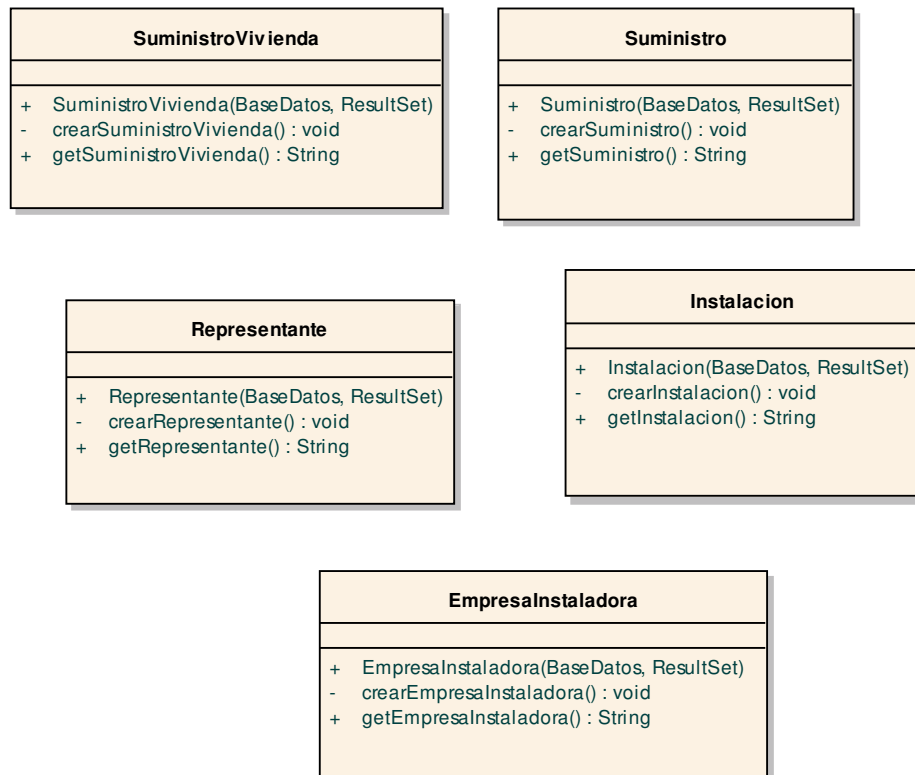 SuministroVivienda
+ SuministroVivienda(BaseDatos, ResultSet)
- crearSuministroVivienda() : void
+ getSuministroVivienda() : String
Suministro
+ Suministro(BaseDatos, ResultSet)
- crearSuministro() : void
+ getSuministro() : String
Representante
+ Representante(BaseDatos, ResultSet)
- crearRepresentante() : void
+ getRepresentante() : String
Instalacion
+ Instalacion(BaseDatos, ResultSet)
- crearInstalacion() : void
+ getInstalacion() : String
EmpresaInstaladora
+ EmpresaInstaladora(BaseDatos, ResultSet)
- crearEmpresaInstaladora() : void
+ getEmpresaInstaladora() : String